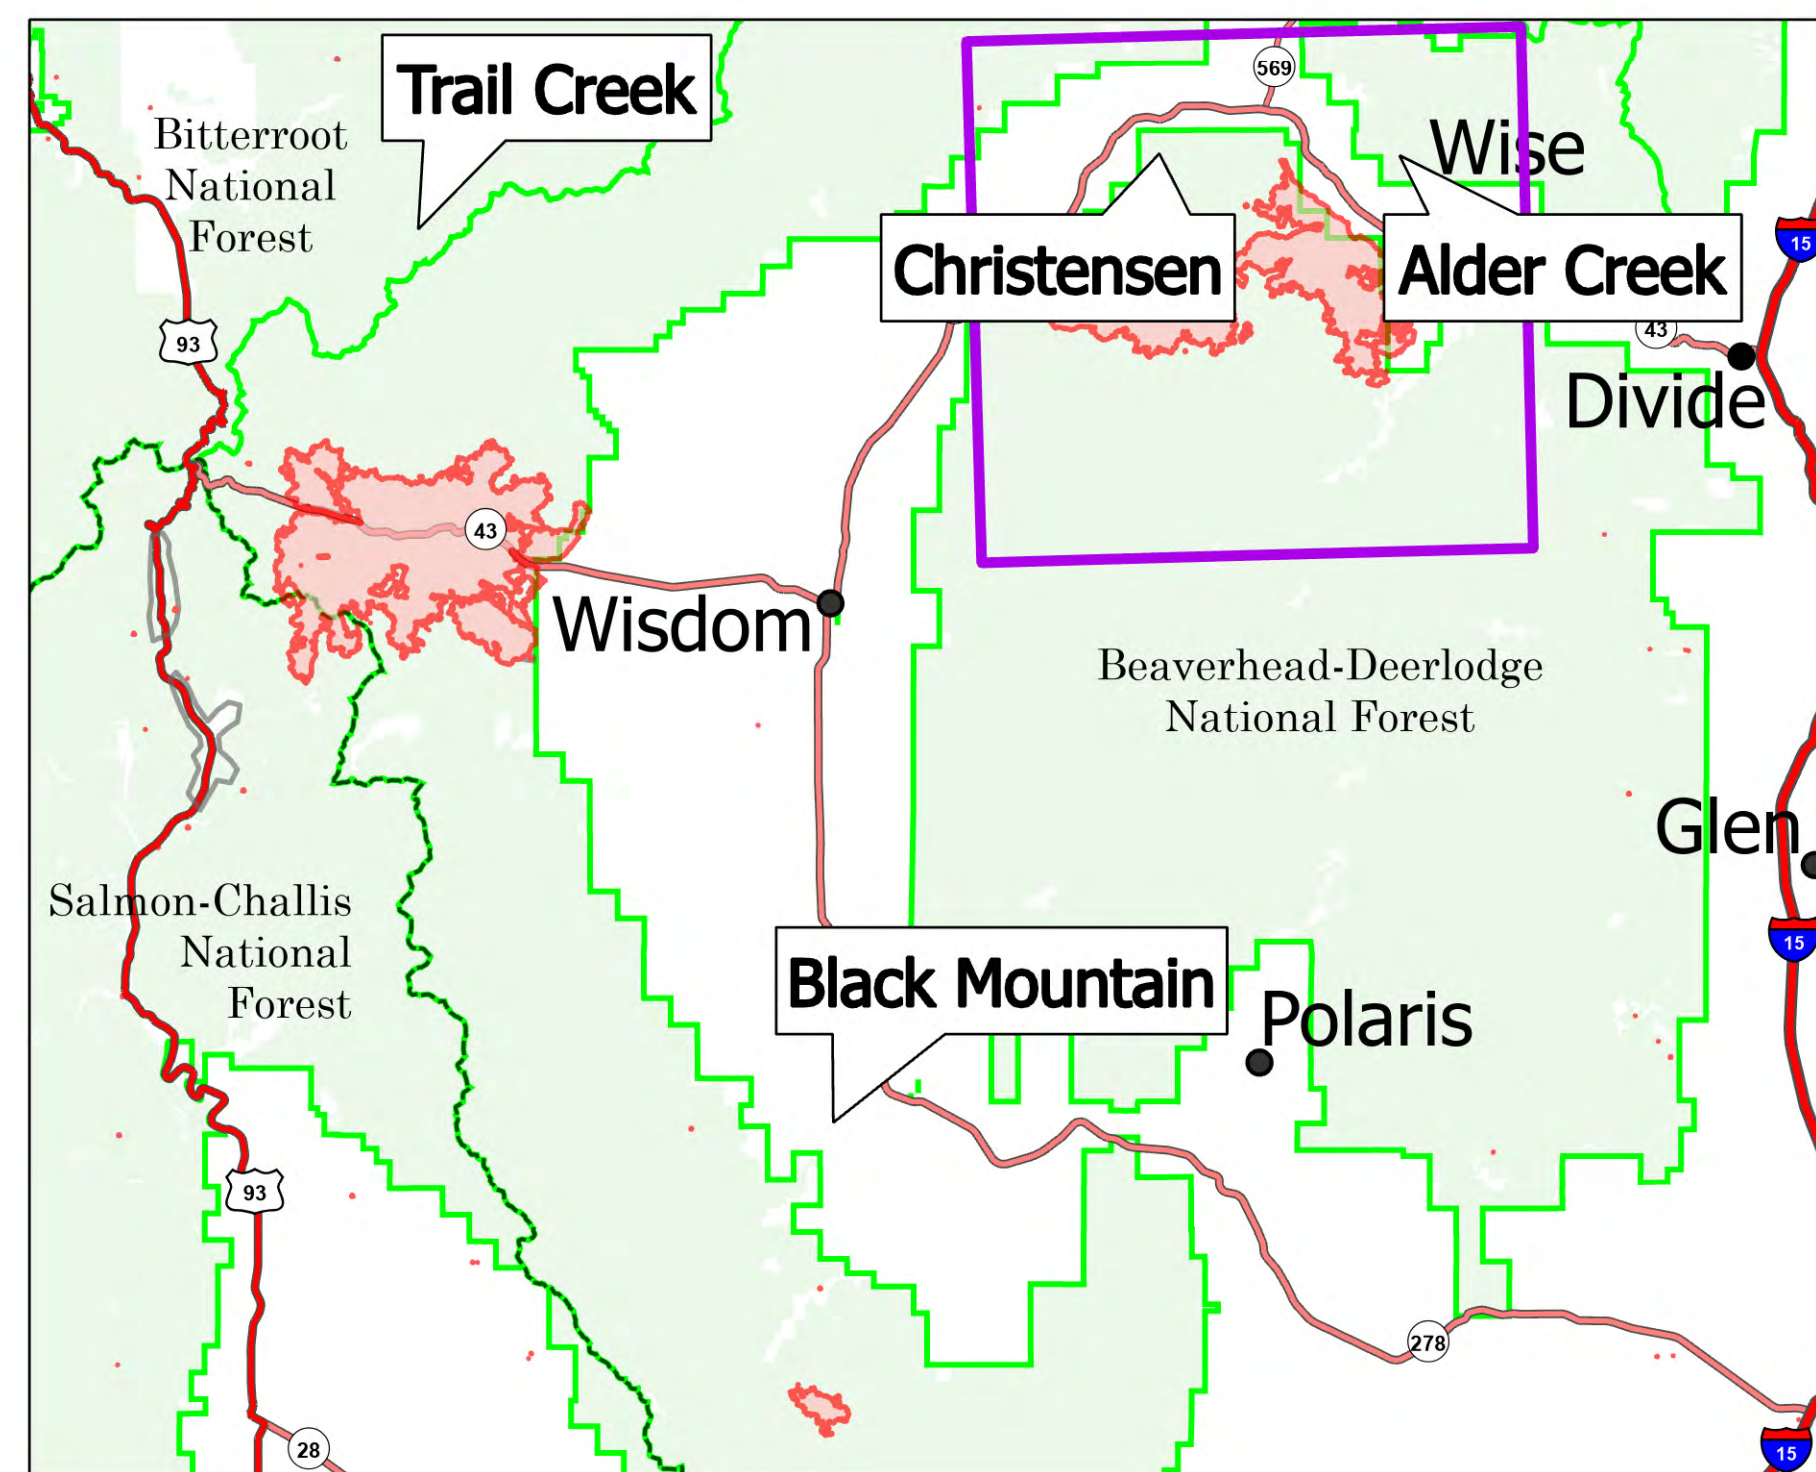 569
Trail Creek
Bitterroot
National
Forest
Wise
15
Christensen
Alder Creek
93
43
Divide
43
Wisdom
Beaverhead-Deerlodge
National Forest
Glen
Salmon-Challis
National
Forest
15
Black Mountain
Polaris
93
278
28
15